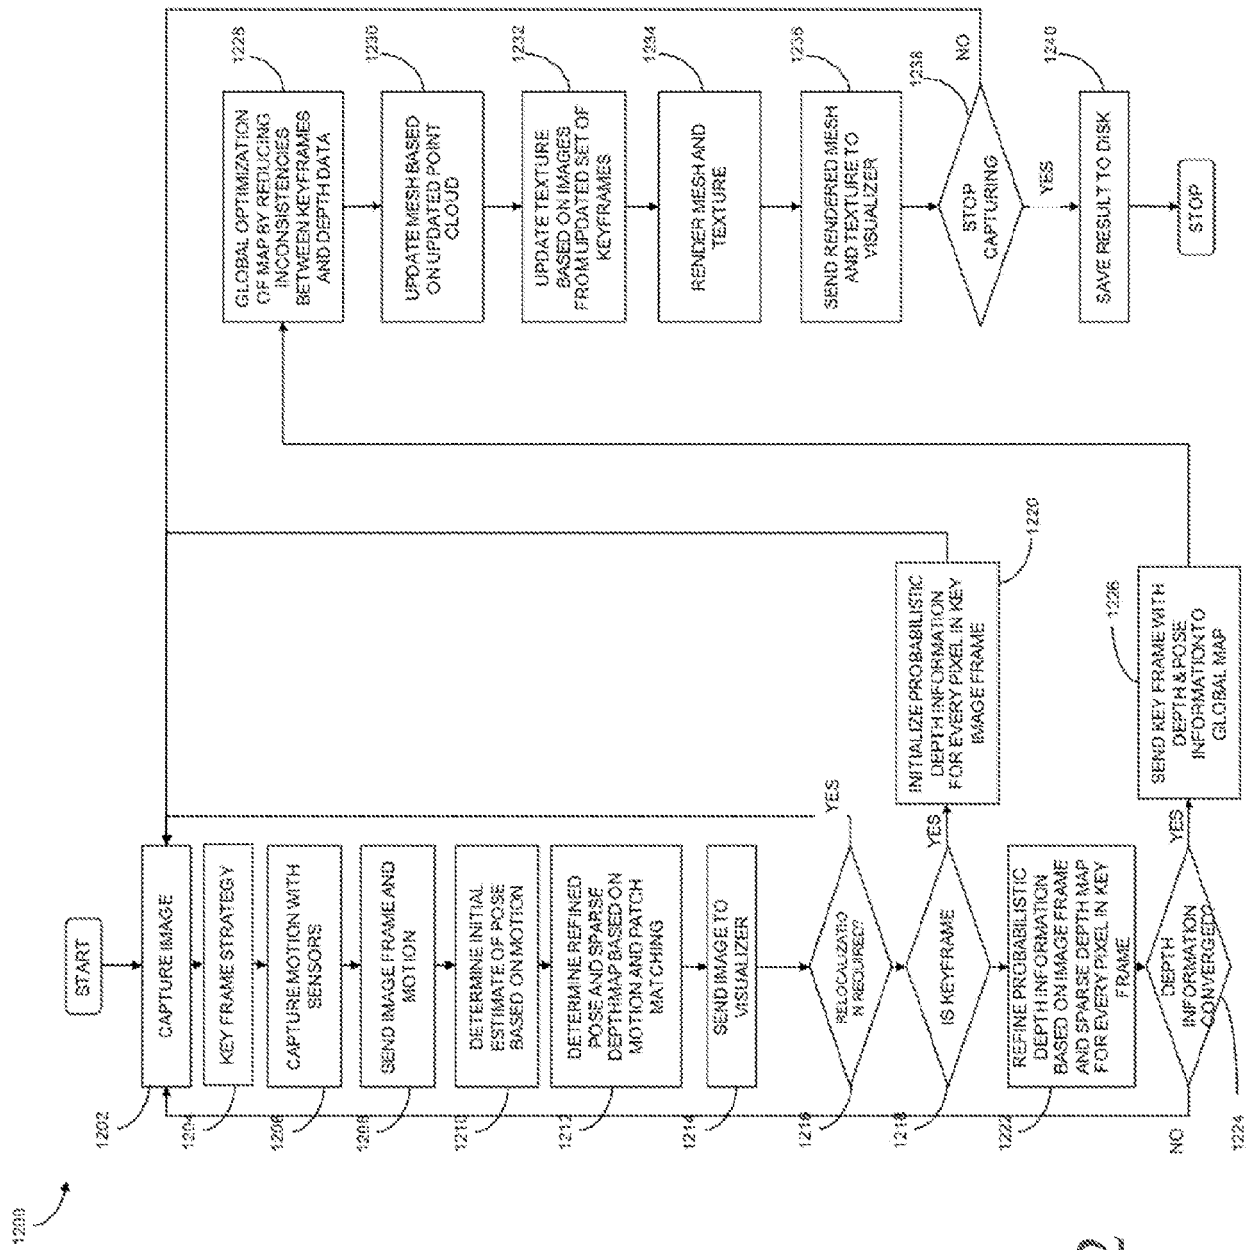 1200
START
1202
CAPTURE IMAGE
1204
KEY FRAME STRATEGY
1206
CAPTURE MOTION WITH
SENSORS
1208
SEND IMAGE FRAME AND
MOTION
1210
DETERMINE INITIAL
ESTIMATE OF POSE
BASED ON MOTION
1212
DETERMINE REFINED
POSE AND SPARSE
DEPTHMAP BASED ON
MOTION AND PATCH
MATCHING
1214
SEND IMAGE TO
VISUALIZER
1216
RELOCALIZATIO
N REQUIRED?
YES
1218
IS KEYFRAME
YES
INITIALIZE PROBABILISTIC
DEPTH INFORMATION
FOR EVERY PIXEL IN KEY
IMAGE FRAME
1220
1222
REFINE PROBABILISTIC
DEPTH INFORMATION
BASED ON IMAGE FRAME
AND SPARSE DEPTH MAP
FOR EVERY PIXEL IN KEY
FRAME
DEPTH
INFORMATION
CONVERGED?
NO
1224
YES
1226
SEND KEY FRAME WITH
DEPTH & POSE
INFORMATION TO
GLOBAL MAP
1228
GLOBAL OPTIMIZATION
OF MAP BY REDUCING
INCONSISTENCIES
BETWEEN KEYFRAMES
AND DEPTH DATA
1230
UPDATE MESH BASED
ON UPDATED POINT
CLOUD
1232
UPDATE TEXTURE
BASED ON IMAGES
FROM UPDATED SET OF
KEYFRAMES
1234
RENDER MESH AND
TEXTURE
1236
SEND RENDERED MESH
AND TEXTURE TO
VISUALIZER
1238
STOP
CAPTURING
NO
YES
1240
SAVE RESULT TO DISK
STOP